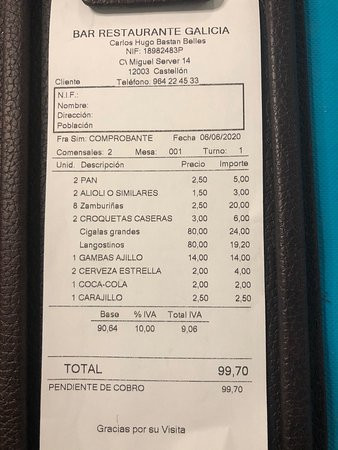 BAR RESTAURANTE GALICIA
Carlos Hugo Bastan Belles
NIF: 18982483P
C\ Miguel Server 14
12003 Castellón
Cliente Teléfono: 964 22 45 33
N.I.F.:
Nombre:
Dirección:
Población
Fra Sim: COMPROBANTE Fecha 06/06/2020
Comensales: 2 Mesa: 001 Turno: 1
Unid. Descripción Precio Importe
2 PAN 2,50 5,00
2 ALIOLI O SIMILARES 1,50 3,00
8 Zamburiñas 2,50 20,00
2 CROQUETAS CASERAS 3,00 6,00
Cigalas grandes 80,00 24,00
Langostinos 80,00 19,20
1 GAMBAS AJILLO 14,00 14,00
2 CERVEZA ESTRELLA 2,00 4,00
1 COCA-COLA 2,00 2,00
1 CARAJILLO 2,50 2,50
Base % IVA Total IVA
90,64 10,00 9,06
TOTAL 99,70
PENDIENTE DE COBRO 99,70
Gracias por su Visita